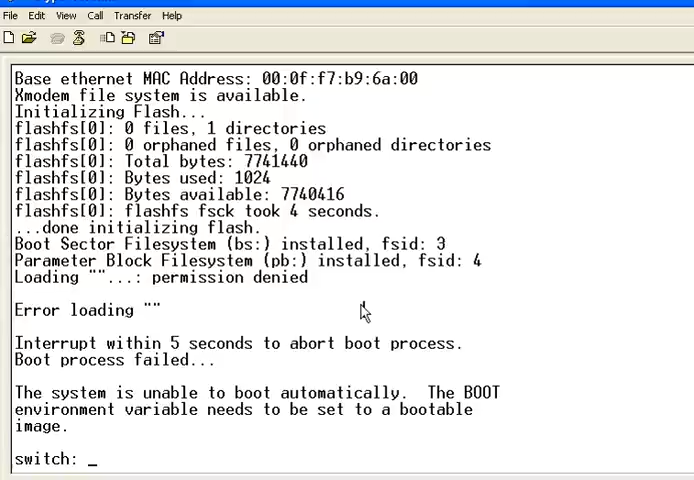 File Edit View Call Transfer Help
Base ethernet MAC Address: 00:0f:f7:b9:6a:00
Xmodem file system is available.
Initializing Flash...
flashfs[0]: 0 files, 1 directories
flashfs[0]: 0 orphaned files, 0 orphaned directories
flashfs[0]: Total bytes: 7741440
flashfs[0]: Bytes used: 1024
flashfs[0]: Bytes available: 7740416
flashfs[0]: flashfs fsck took 4 seconds.
...done initializing flash.
Boot Sector Filesystem (bs:) installed, fsid: 3
Parameter Block Filesystem (pb:) installed, fsid: 4
Loading ""...: permission denied
Error loading ""
Interrupt within 5 seconds to abort boot process.
Boot process failed...
The system is unable to boot automatically.  The BOOT
environment variable needs to be set to a bootable
image.
switch: _